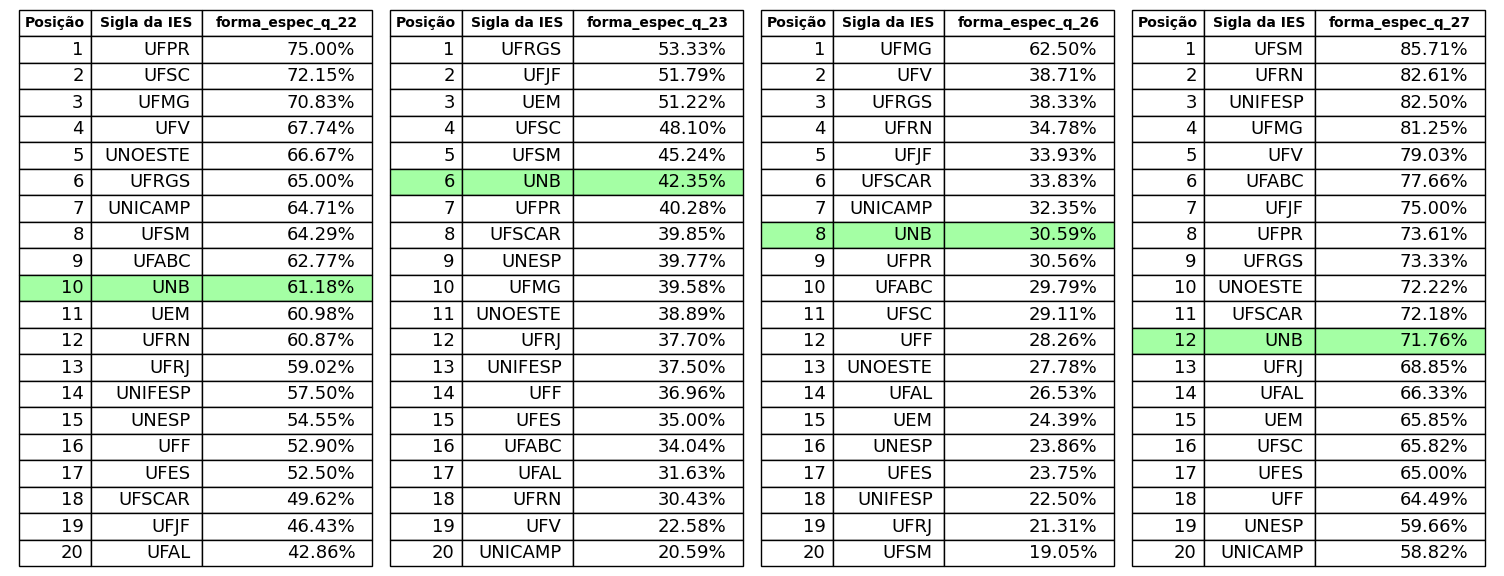 Posição Sigla da IES forma_espec_q_22
1 UFPR 75.00%
2 UFSC 72.15%
3 UFMG 70.83%
4 UFV 67.74%
5 UNOESTE 66.67%
6 UFRGS 65.00%
7 UNICAMP 64.71%
8 UFSM 64.29%
9 UFABC 62.77%
10 UNB 61.18%
11 UEM 60.98%
12 UFRN 60.87%
13 UFRJ 59.02%
14 UNIFESP 57.50%
15 UNESP 54.55%
16 UFF 52.90%
17 UFES 52.50%
18 UFSCAR 49.62%
19 UFJF 46.43%
20 UFAL 42.86%
Posição Sigla da IES forma_espec_q_23
1 UFRGS 53.33%
2 UFJF 51.79%
3 UEM 51.22%
4 UFSC 48.10%
5 UFSM 45.24%
6 UNB 42.35%
7 UFPR 40.28%
8 UFSCAR 39.85%
9 UNESP 39.77%
10 UFMG 39.58%
11 UNOESTE 38.89%
12 UFRJ 37.70%
13 UNIFESP 37.50%
14 UFF 36.96%
15 UFES 35.00%
16 UFABC 34.04%
17 UFAL 31.63%
18 UFRN 30.43%
19 UFV 22.58%
20 UNICAMP 20.59%
Posição Sigla da IES forma_espec_q_26
1 UFMG 62.50%
2 UFV 38.71%
3 UFRGS 38.33%
4 UFRN 34.78%
5 UFJF 33.93%
6 UFSCAR 33.83%
7 UNICAMP 32.35%
8 UNB 30.59%
9 UFPR 30.56%
10 UFABC 29.79%
11 UFSC 29.11%
12 UFF 28.26%
13 UNOESTE 27.78%
14 UFAL 26.53%
15 UEM 24.39%
16 UNESP 23.86%
17 UFES 23.75%
18 UNIFESP 22.50%
19 UFRJ 21.31%
20 UFSM 19.05%
Posição Sigla da IES forma_espec_q_27
1 UFSM 85.71%
2 UFRN 82.61%
3 UNIFESP 82.50%
4 UFMG 81.25%
5 UFV 79.03%
6 UFABC 77.66%
7 UFJF 75.00%
8 UFPR 73.61%
9 UFRGS 73.33%
10 UNOESTE 72.22%
11 UFSCAR 72.18%
12 UNB 71.76%
13 UFRJ 68.85%
14 UFAL 66.33%
15 UEM 65.85%
16 UFSC 65.82%
17 UFES 65.00%
18 UFF 64.49%
19 UNESP 59.66%
20 UNICAMP 58.82%